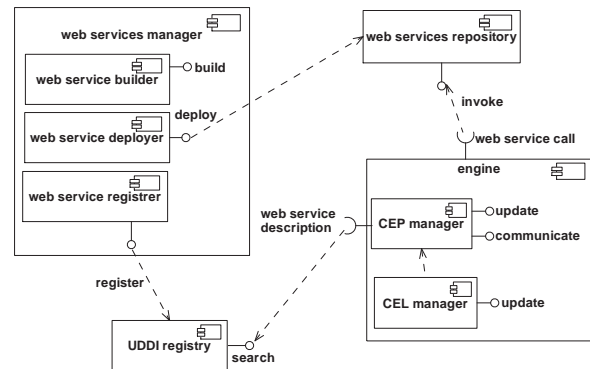 web services manager
web services repository
web service builder
build
deploy
invoke
web service deployer
web service call
engine
web service registrer
web service
description
CEP manager
update
communicate
register
CEL manager
update
UDDI registry
search